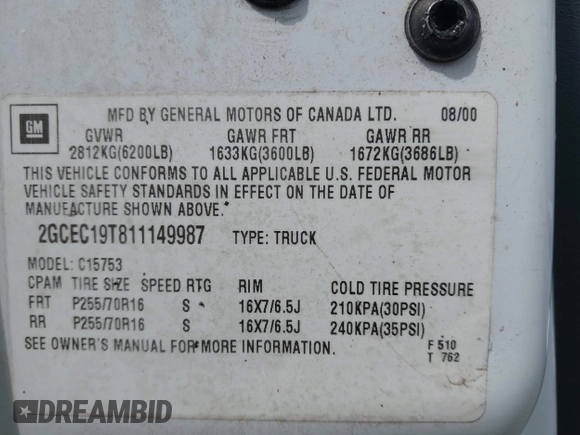 GM
MFD BY GENERAL MOTORS OF CANADA LTD. 08/00
GVWR GAWR FRT GAWR RR
2812KG(6200LB) 1633KG(3600LB) 1672KG(3686LB)
THIS VEHICLE CONFORMS TO ALL APPLICABLE U.S. FEDERAL MOTOR
VEHICLE SAFETY STANDARDS IN EFFECT ON THE DATE OF
MANUFACTURE SHOWN ABOVE.
2GCEC19T811149987 TYPE: TRUCK
MODEL: C15753
CPAM TIRE SIZE SPEED RTG RIM COLD TIRE PRESSURE
FRT P255/70R16 S 16X7/6.5J 210KPA(30PSI)
RR P255/70R16 S 16X7/6.5J 240KPA(35PSI)
SEE OWNER'S MANUAL FOR MORE INFORMATION. F 510
T 762
DREAMBID